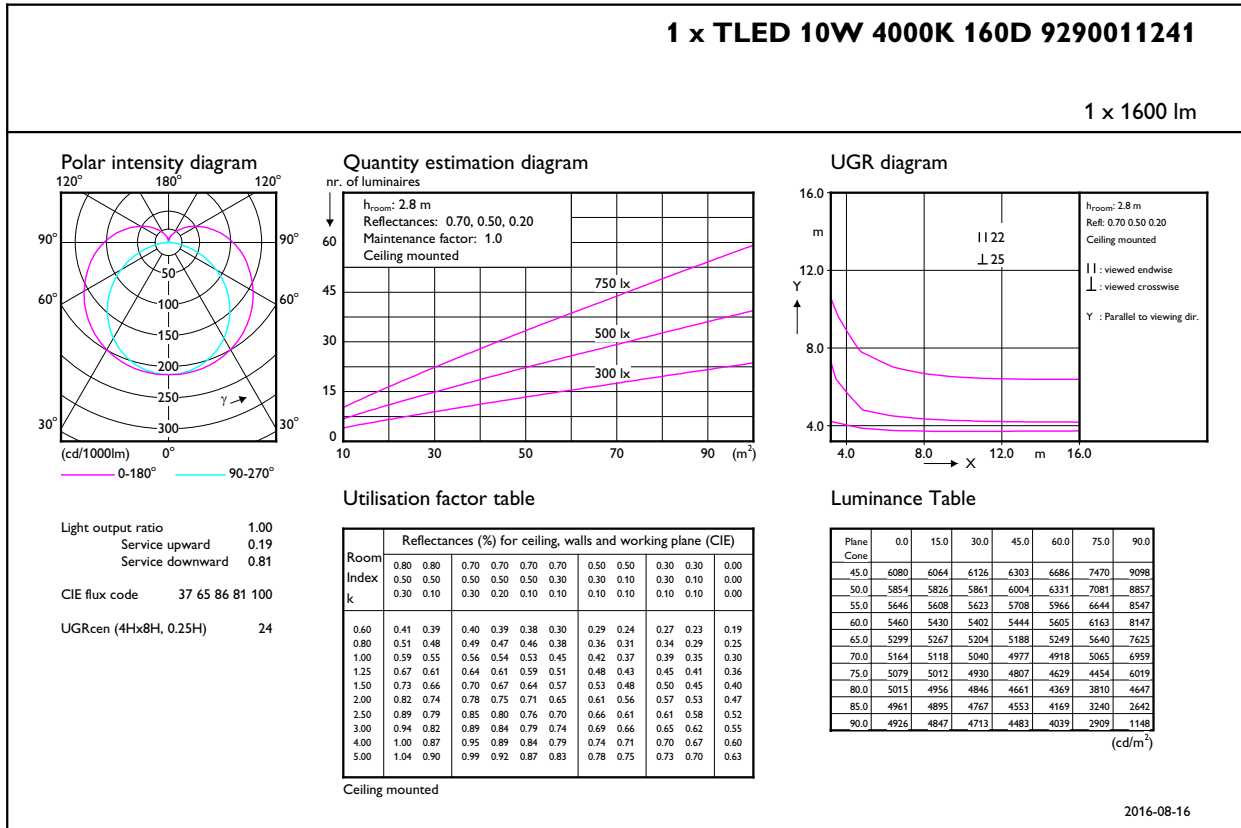 1 x TLED 10W 4000K 160D 9290011241
1 x 1600 lm
Polar intensity diagram
120° 180° 120°
90° 90°
50
60° 100 60°
150
200
250 γ
30° 300 30°
(cd/1000lm) 0°
0-180° 90-270°
Light output ratio 1.00
Service upward 0.19
Service downward 0.81
CIE flux code 37 65 86 81 100
UGRcen (4Hx8H, 0.25H) 24
Quantity estimation diagram
nr. of luminaires
hroom: 2.8 m
Reflectances: 0.70, 0.50, 0.20
Maintenance factor: 1.0
Ceiling mounted
60
45 750 lx
30 500 lx
15 300 lx
0
10 30 50 70 90 (m²)
UGR diagram
16.0
m
12.0
Y
8.0
4.0
4.0 8.0 12.0 m 16.0
X
|| 22
⊥ 25
hroom: 2.8 m
Refl: 0.70 0.50 0.20
Ceiling mounted
|| : viewed endwise
⊥ : viewed crosswise
Y : Parallel to viewing dir.
Utilisation factor table
Reflectances (%) for ceiling, walls and working plane (CIE)
Room 0.80 0.80 0.70 0.70 0.70 0.70 0.50 0.50 0.30 0.30 0.00
Index 0.50 0.50 0.50 0.50 0.50 0.30 0.30 0.10 0.30 0.10 0.00
k 0.30 0.10 0.30 0.20 0.10 0.10 0.10 0.10 0.10 0.10 0.00
0.60 0.41 0.39 0.40 0.39 0.38 0.30 0.29 0.24 0.27 0.23 0.19
0.80 0.51 0.48 0.49 0.47 0.46 0.38 0.36 0.31 0.34 0.29 0.25
1.00 0.59 0.55 0.56 0.54 0.53 0.45 0.42 0.37 0.39 0.35 0.30
1.25 0.67 0.61 0.64 0.61 0.59 0.51 0.48 0.43 0.45 0.41 0.36
1.50 0.73 0.66 0.70 0.67 0.64 0.57 0.53 0.48 0.50 0.45 0.40
2.00 0.82 0.74 0.78 0.75 0.71 0.65 0.61 0.56 0.57 0.53 0.47
2.50 0.89 0.79 0.85 0.80 0.76 0.70 0.66 0.61 0.61 0.58 0.52
3.00 0.94 0.82 0.89 0.84 0.79 0.74 0.69 0.66 0.65 0.62 0.55
4.00 1.00 0.87 0.95 0.89 0.84 0.79 0.74 0.71 0.70 0.67 0.60
5.00 1.04 0.90 0.99 0.92 0.87 0.83 0.78 0.75 0.73 0.70 0.63
Ceiling mounted
Luminance Table
Plane 0.0 15.0 30.0 45.0 60.0 75.0 90.0
Cone
45.0 6080 6064 6126 6303 6686 7470 9098
50.0 5854 5826 5861 6004 6331 7081 8857
55.0 5646 5608 5623 5708 5966 6644 8547
60.0 5460 5430 5402 5444 5605 6163 8147
65.0 5299 5267 5204 5188 5249 5640 7625
70.0 5164 5118 5040 4977 4918 5065 6959
75.0 5079 5012 4930 4807 4629 4454 6019
80.0 5015 4956 4846 4661 4369 3810 4647
85.0 4961 4895 4767 4553 4169 3240 2642
90.0 4926 4847 4713 4483 4039 2909 1148
(cd/m²)
2016-08-16